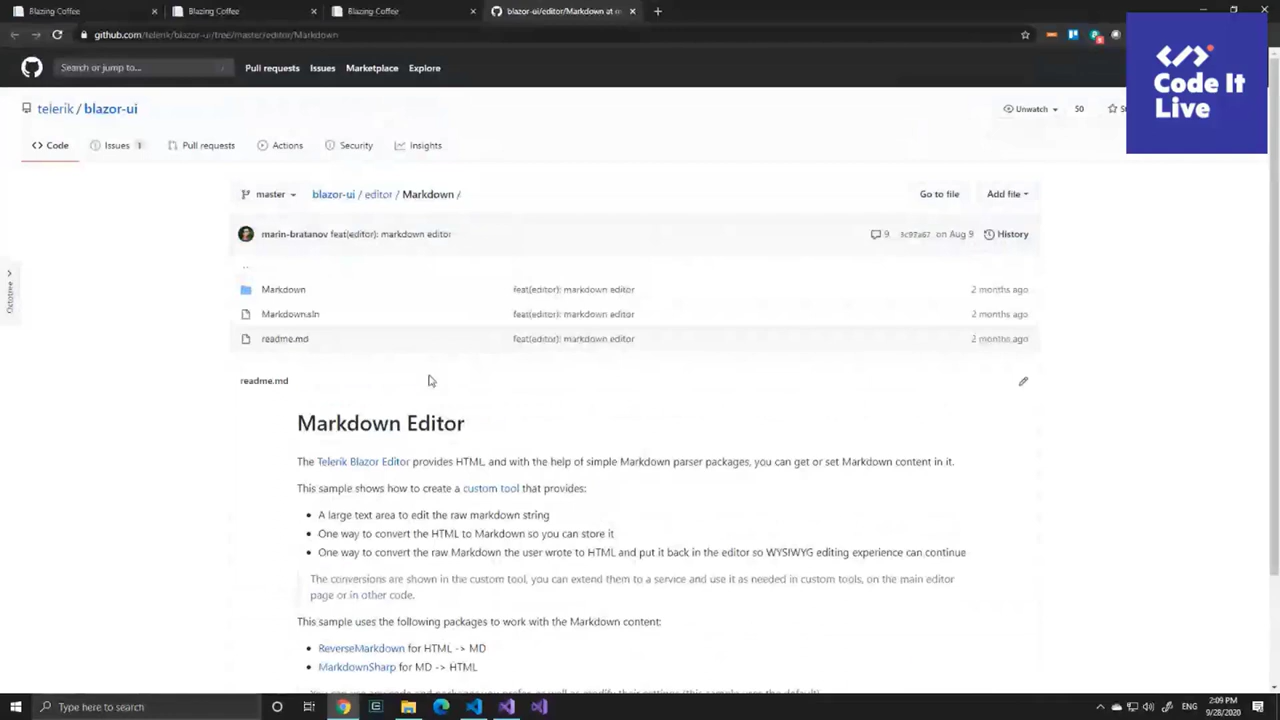 Blazing Coffee
Blazing Coffee
Blazing Coffee
blazor-ui/editor/Markdown at
github.com/telerik/blazor-ui/tree/master/editor/Markdown
Search or jump to...
/
Pull requests
Issues
Marketplace
Explore
Code It
Live
telerik / blazor-ui
Unwatch
50
Code
Issues 1
Pull requests
Actions
Security
Insights
master
blazor-ui / editor / Markdown /
Go to file
Add file
marin-bratanov feat(editor): markdown editor
9
on Aug 9
History
Octotree
..
Markdown
feat(editor): markdown editor
2 months ago
Markdown.sln
feat(editor): markdown editor
2 months ago
readme.md
feat(editor): markdown editor
2 months ago
readme.md
Markdown Editor
The Telerik Blazor Editor provides HTML, and with the help of simple Markdown parser packages, you can get or set Markdown content in it.
This sample shows how to create a custom tool that provides:
• A large text area to edit the raw markdown string
• One way to convert the HTML to Markdown so you can store it
• One way to convert the raw Markdown the user wrote to HTML and put it back in the editor so WYSIWYG editing experience can continue
The conversions are shown in the custom tool, you can extend them to a service and use it as needed in custom tools, on the main editor
page or in other code.
This sample uses the following packages to work with the Markdown content:
• ReverseMarkdown for HTML -> MD
• MarkdownSharp for MD -> HTML
Type here to search
ENG
2:09 PM
9/28/2020